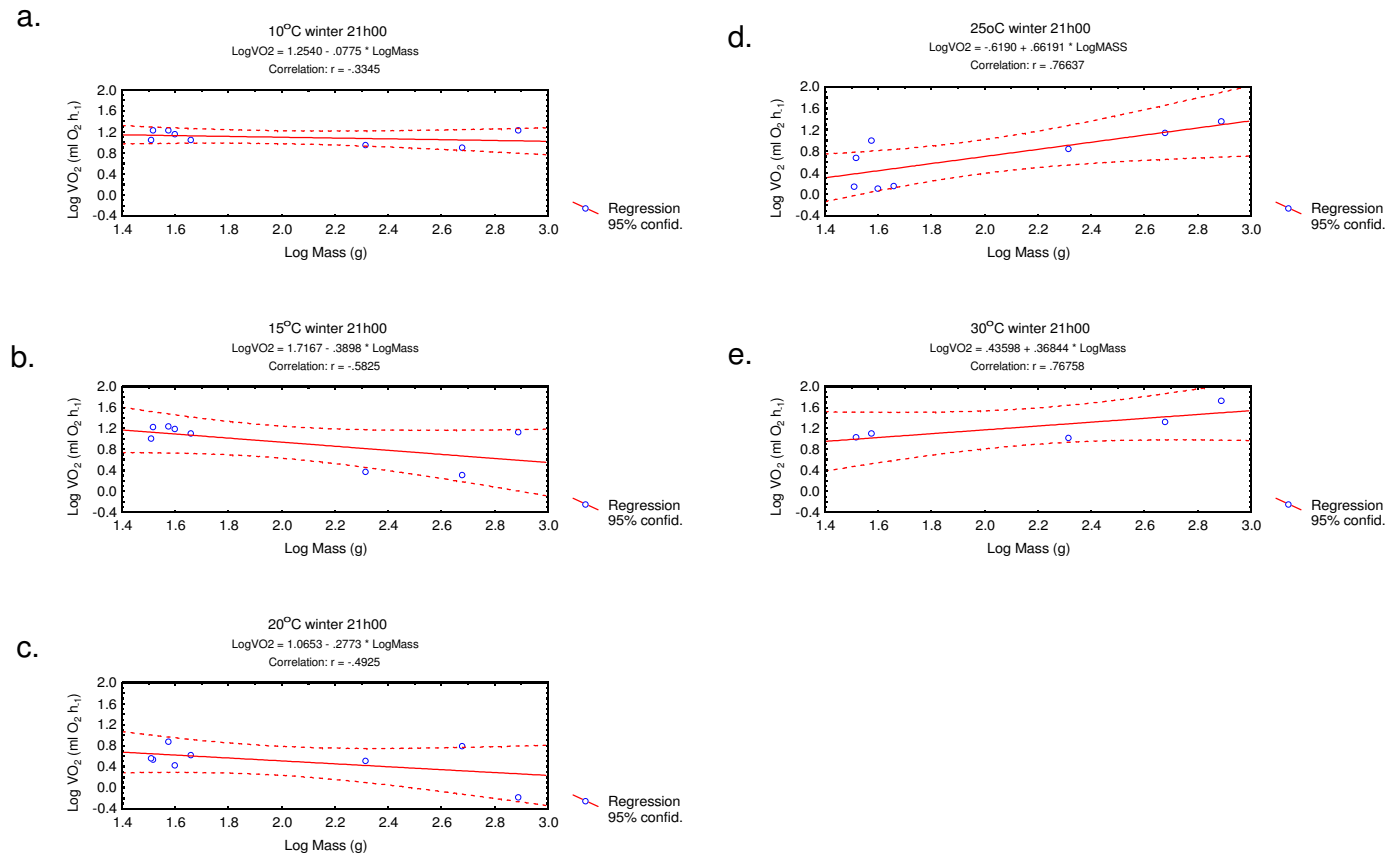 a.
10°C winter 21h00
LogVO2 = 1.2540 - .0775 * LogMass
Correlation: r = -.3345
Log VO2 (ml O2 h-1)
2.0
1.6
1.2
0.8
0.4
0.0
-0.4
1.4 1.6 1.8 2.0 2.2 2.4 2.6 2.8 3.0
Log Mass (g)
Regression
95% confid.
b.
15°C winter 21h00
LogVO2 = 1.7167 - .3898 * LogMass
Correlation: r = -.5825
Log VO2 (ml O2 h-1)
2.0
1.6
1.2
0.8
0.4
0.0
-0.4
1.4 1.6 1.8 2.0 2.2 2.4 2.6 2.8 3.0
Log Mass (g)
Regression
95% confid.
c.
20°C winter 21h00
LogVO2 = 1.0653 - .2773 * LogMass
Correlation: r = -.4925
Log VO2 (ml O2 h-1)
2.0
1.6
1.2
0.8
0.4
0.0
-0.4
1.4 1.6 1.8 2.0 2.2 2.4 2.6 2.8 3.0
Log Mass (g)
Regression
95% confid.
d.
25oC winter 21h00
LogVO2 = -.6190 + .66191 * LogMASS
Correlation: r = .76637
Log VO2 (ml O2 h-1)
2.0
1.6
1.2
0.8
0.4
0.0
-0.4
1.4 1.6 1.8 2.0 2.2 2.4 2.6 2.8 3.0
Log Mass (g)
Regression
95% confid.
e.
30°C winter 21h00
LogVO2 = .43598 + .36844 * LogMass
Correlation: r = .76758
Log VO2 (ml O2 h-1)
2.0
1.6
1.2
0.8
0.4
0.0
-0.4
1.4 1.6 1.8 2.0 2.2 2.4 2.6 2.8 3.0
Log Mass (g)
Regression
95% confid.